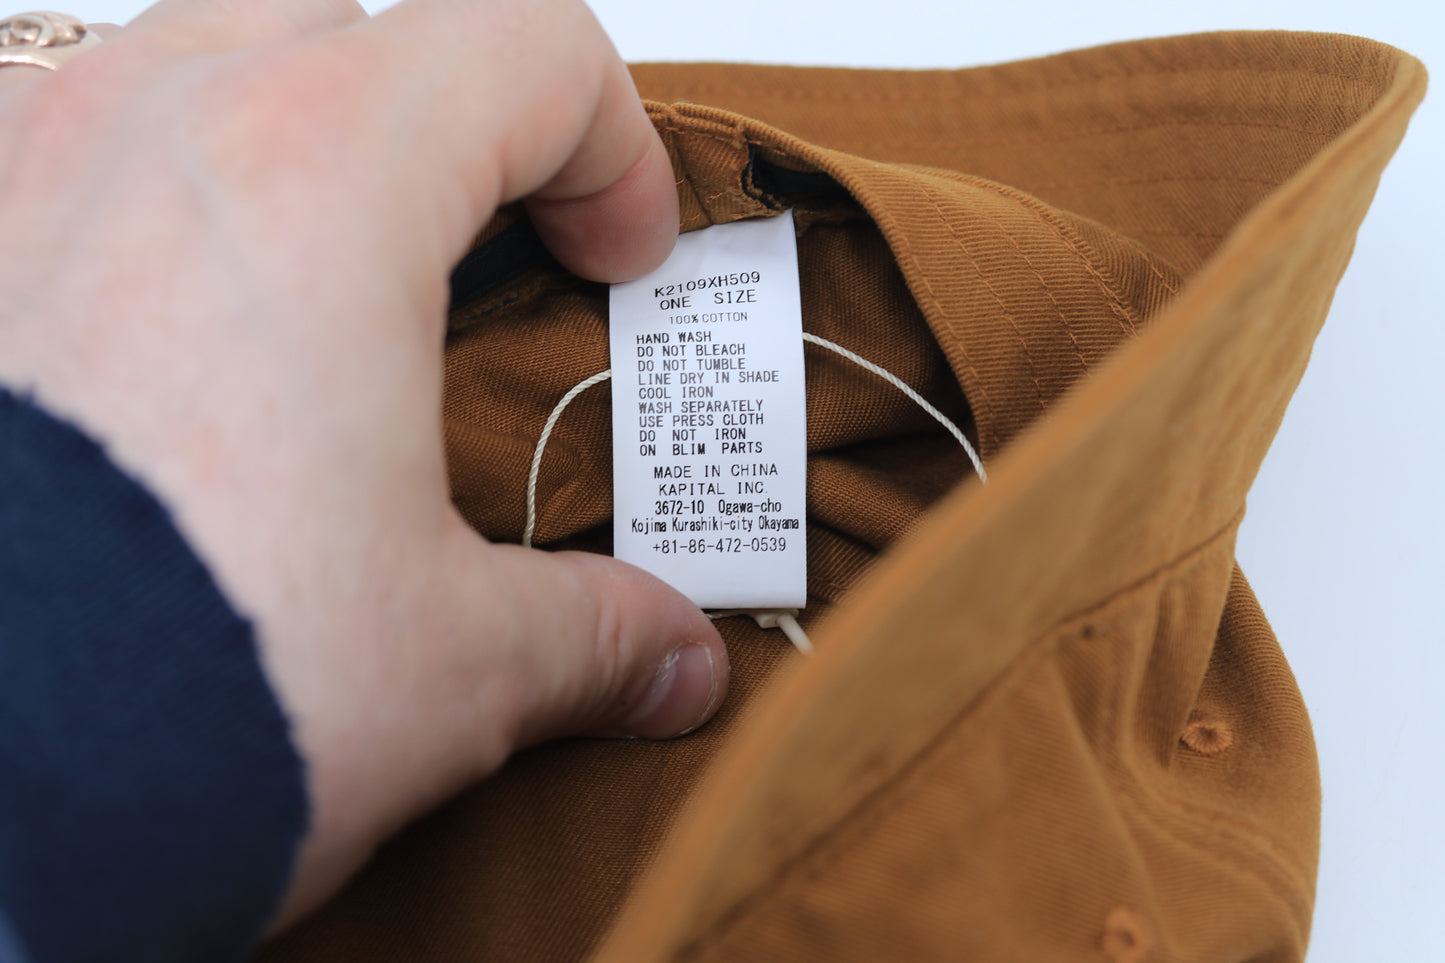 K2109XH509
ONE SIZE
100% COTTON
HAND WASH
DO NOT BLEACH
DO NOT TUMBLE
LINE DRY IN SHADE
COOL IRON
WASH SEPARATELY
USE PRESS CLOTH
DO NOT IRON
ON BLIM PARTS
MADE IN CHINA
KAPITAL INC.
3672-10 Ogawa-cho
Kojima Kurashiki-city Okayama
+81-86-472-0539